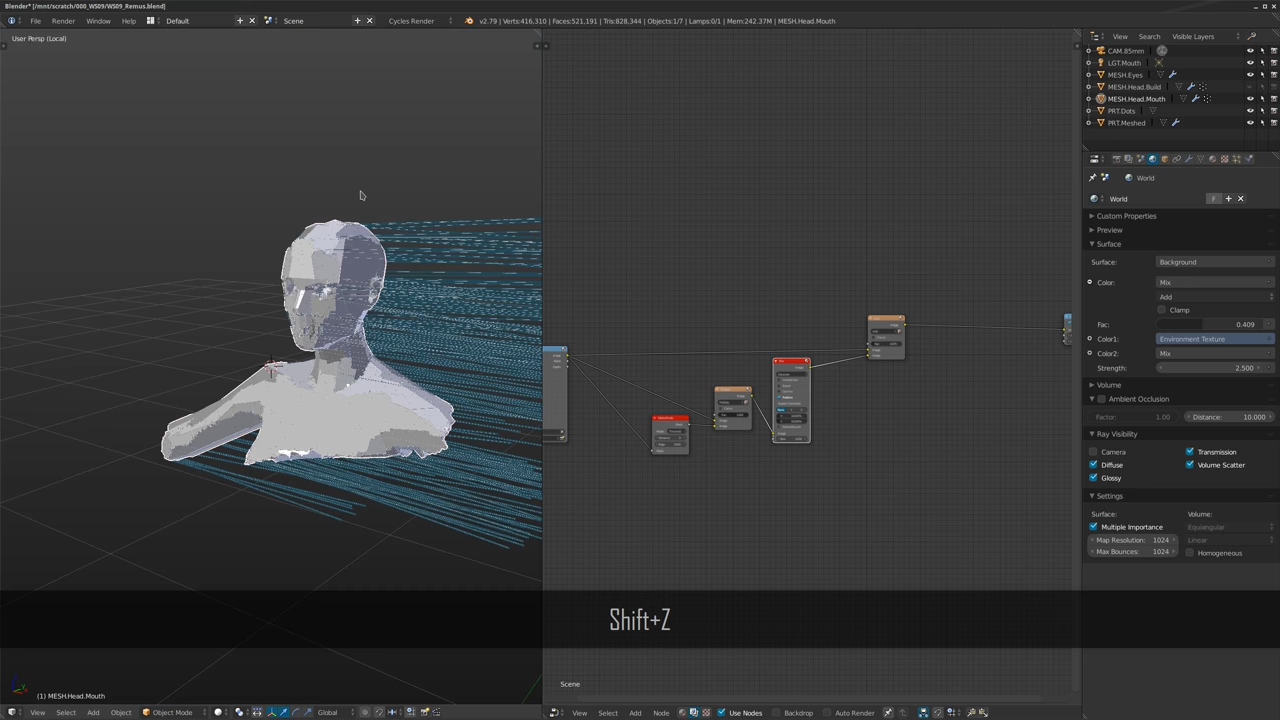 Blender* [/mnt/scratch/000_WS09/WS09_Remus.blend]
File Render Window Help Default Scene Cycles Render v2.79 | Verts:416,310 | Faces:521,191 | Tris:828,344 | Objects:1/7 | Lamps:0/1 | Mem:242.37M | MESH.Head.Mouth
User Persp (Local)
View Search Visible Layers
CAM.85mm
LGT.Mouth
MESH.Eyes
MESH.Head.Build
MESH.Head.Mouth
PRT.Dots
PRT.Meshed
World
World F
Custom Properties
Preview
Surface
Surface: Background
Color: Mix
Add
Clamp
Fac: 0.409
Color1: Environment Texture
Color2: Mix
Strength: 2.500
Volume
Ambient Occlusion
Factor: 1.00 Distance: 10.000
Ray Visibility
Camera Transmission
Diffuse Volume Scatter
Glossy
Settings
Surface: Volume:
Multiple Importance Equiangular
Map Resolution: 1024 Linear
Max Bounces: 1024 Homogeneous
Shift+Z
Scene
(1) MESH.Head.Mouth
View Select Add Object Object Mode Global
View Select Add Node Use Nodes Backdrop Auto Render